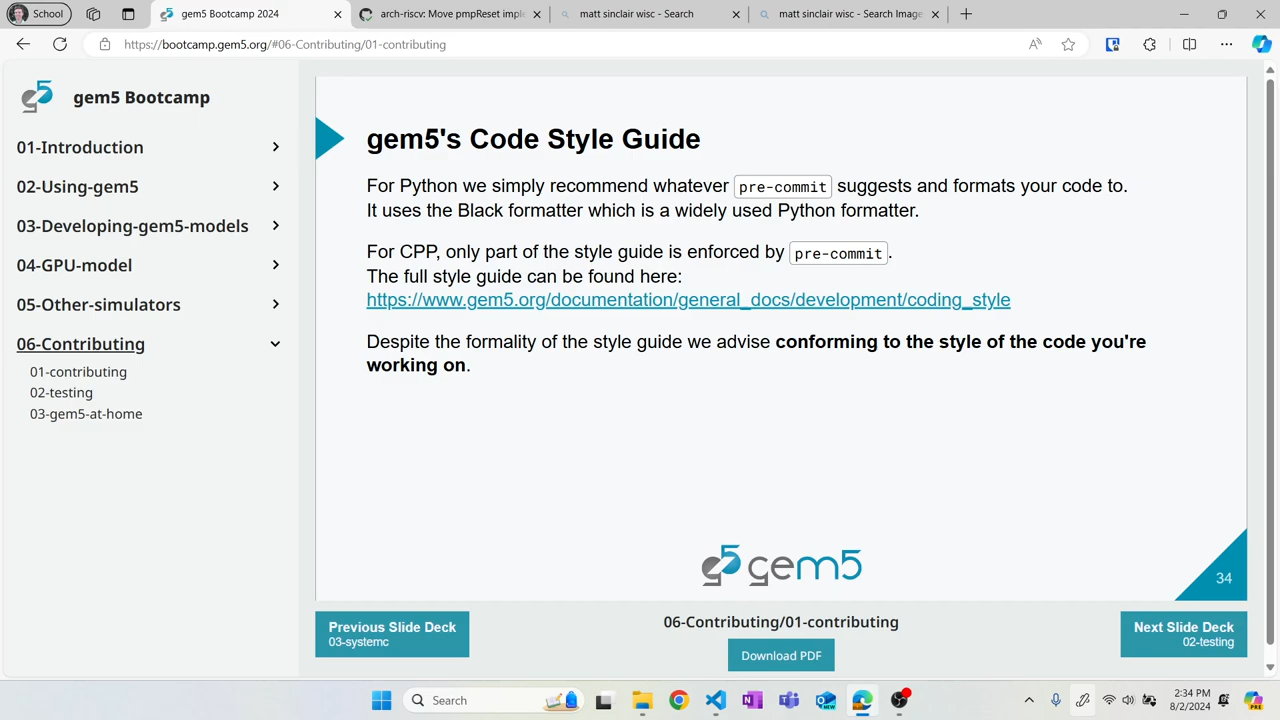 School
gem5 Bootcamp 2024
arch-riscv: Move pmpReset imple
matt sinclair wisc - Search
matt sinclair wisc - Search Image
https://bootcamp.gem5.org/#06-Contributing/01-contributing
gem5 Bootcamp
01-Introduction
02-Using-gem5
03-Developing-gem5-models
04-GPU-model
05-Other-simulators
06-Contributing
01-contributing
02-testing
03-gem5-at-home
gem5's Code Style Guide
For Python we simply recommend whatever pre-commit suggests and formats your code to.
It uses the Black formatter which is a widely used Python formatter.
For CPP, only part of the style guide is enforced by pre-commit.
The full style guide can be found here:
https://www.gem5.org/documentation/general_docs/development/coding_style
Despite the formality of the style guide we advise conforming to the style of the code you're
working on.
gem5
34
Previous Slide Deck
03-systemc
06-Contributing/01-contributing
Download PDF
Next Slide Deck
02-testing
Search
2:34 PM
8/2/2024